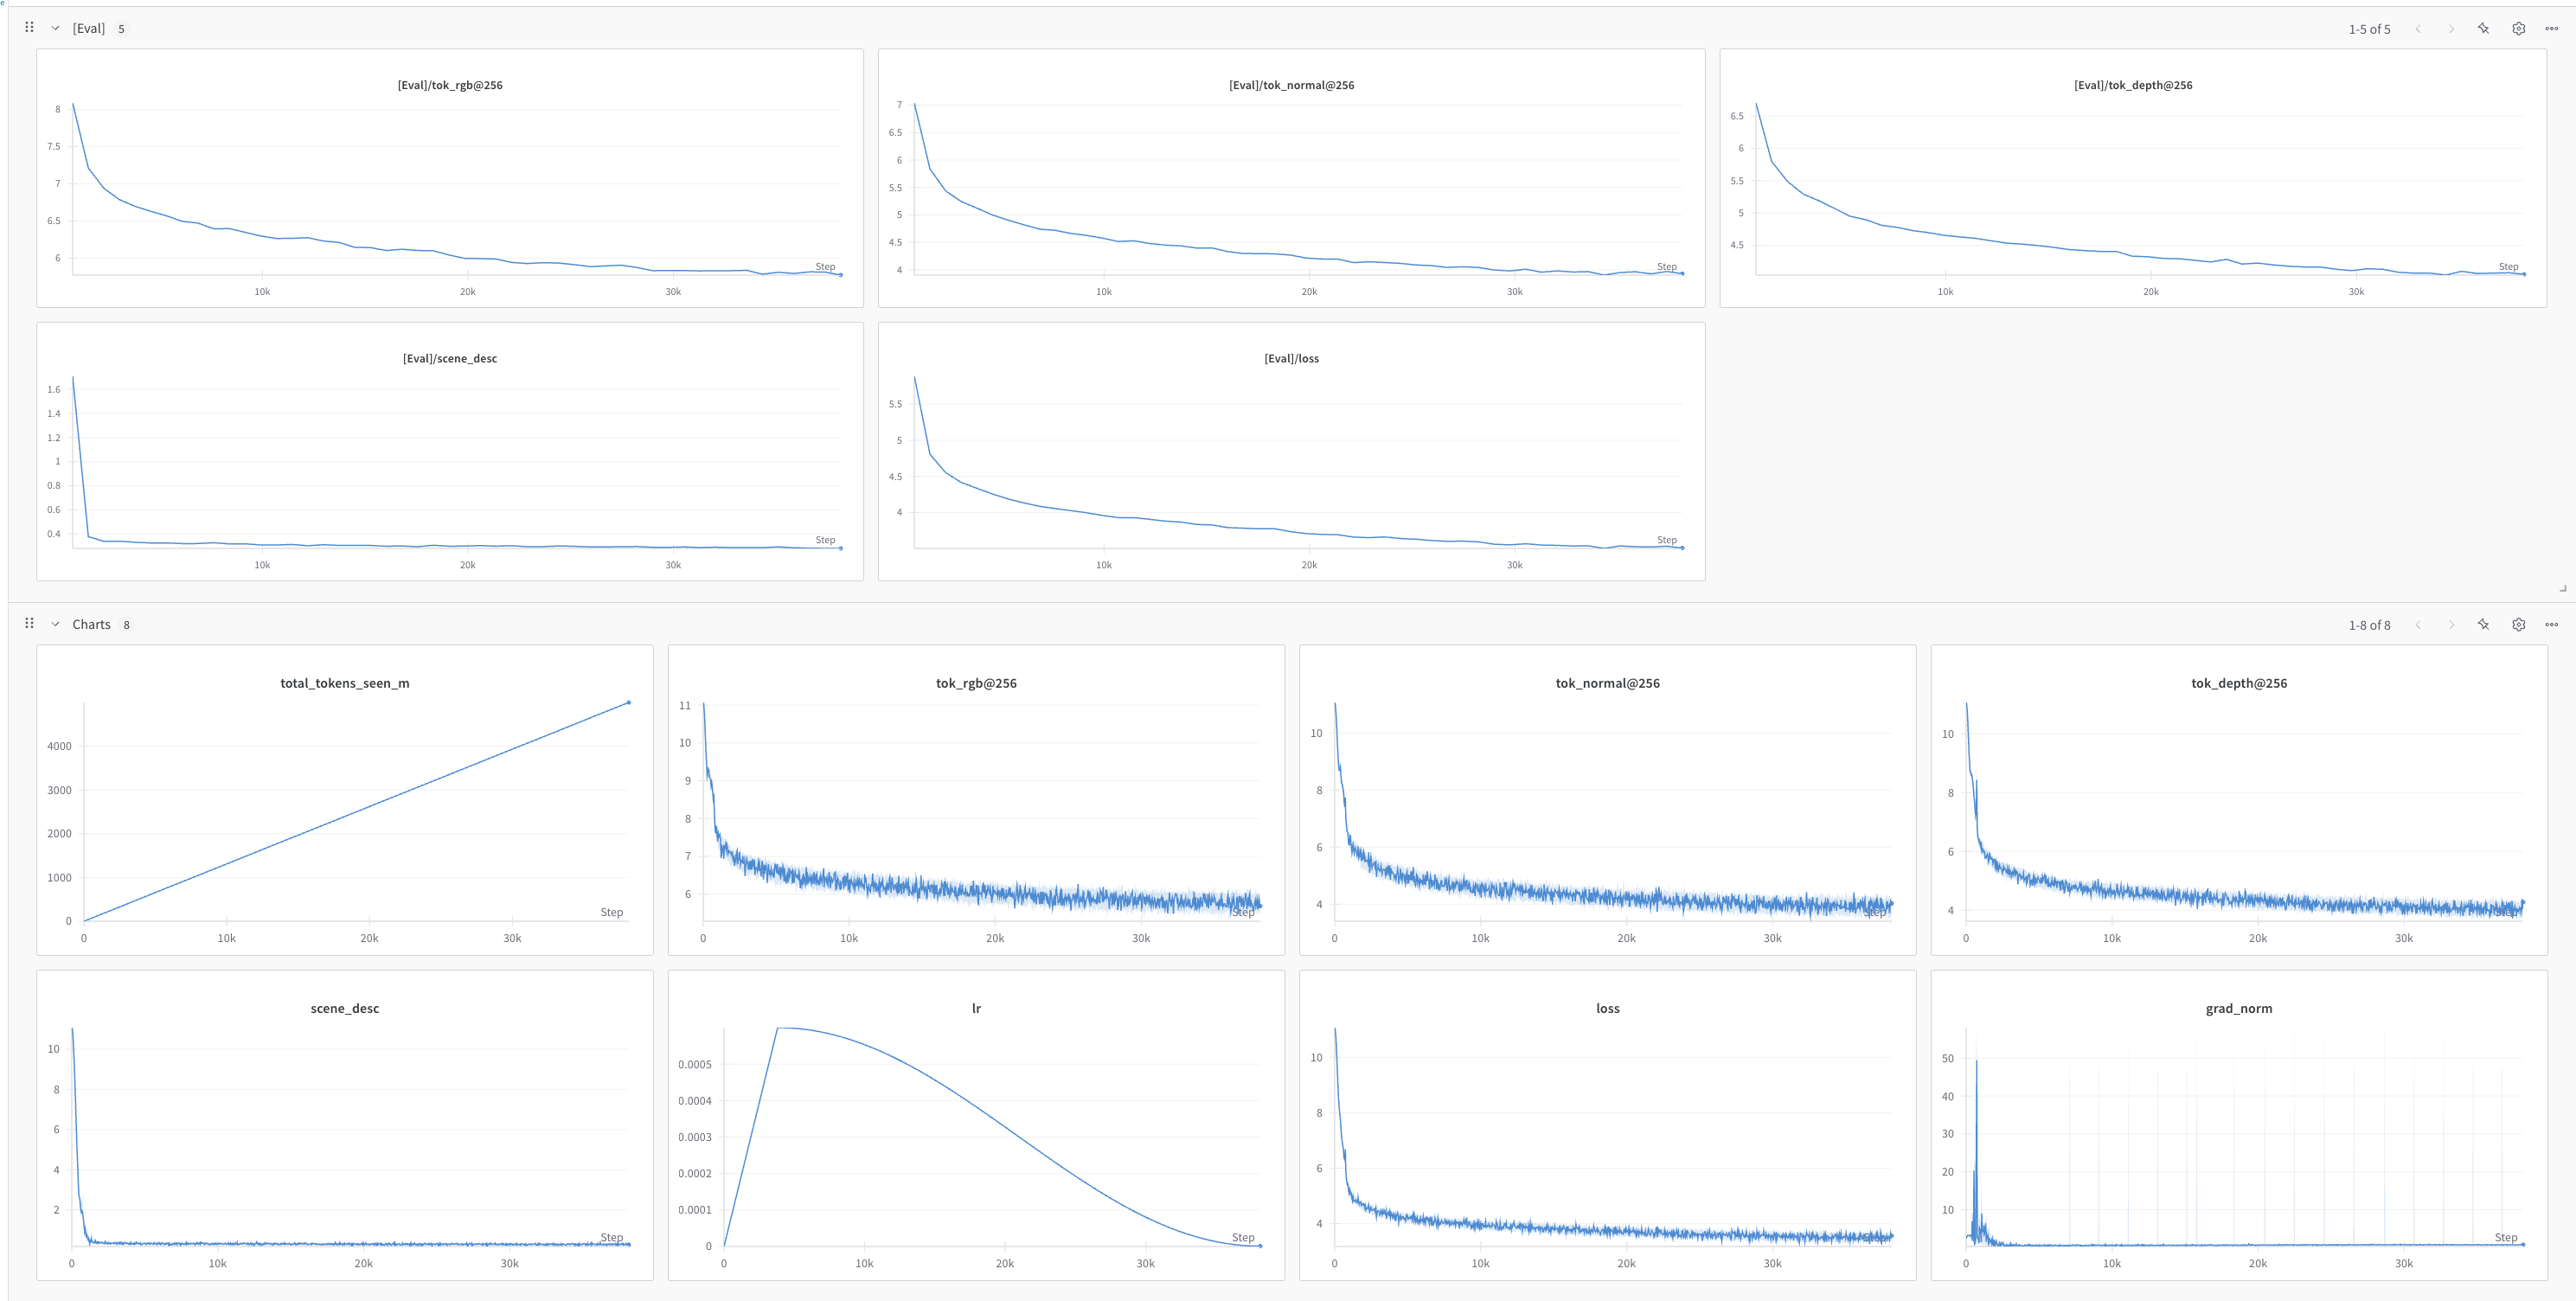 [Eval] 5 1-5 of 5
[Eval]/tok_rgb@256
8
7.5
7
6.5
6
Step
10k 20k 30k
[Eval]/tok_normal@256
7
6.5
6
5.5
5
4.5
4
Step
10k 20k 30k
[Eval]/tok_depth@256
6.5
6
5.5
5
4.5
Step
10k 20k 30k
[Eval]/scene_desc
1.6
1.4
1.2
1
0.8
0.6
0.4
Step
10k 20k 30k
[Eval]/loss
5.5
5
4.5
4
Step
10k 20k 30k
Charts 8 1-8 of 8
total_tokens_seen_m
4000
3000
2000
1000
0
Step
0 10k 20k 30k
tok_rgb@256
11
10
9
8
7
6
Step
0 10k 20k 30k
tok_normal@256
10
8
6
4
Step
0 10k 20k 30k
tok_depth@256
10
8
6
4
Step
0 10k 20k 30k
scene_desc
10
8
6
4
2
Step
0 10k 20k 30k
lr
0.0005
0.0004
0.0003
0.0002
0.0001
0
Step
0 10k 20k 30k
loss
10
8
6
4
Step
0 10k 20k 30k
grad_norm
50
40
30
20
10
Step
0 10k 20k 30k